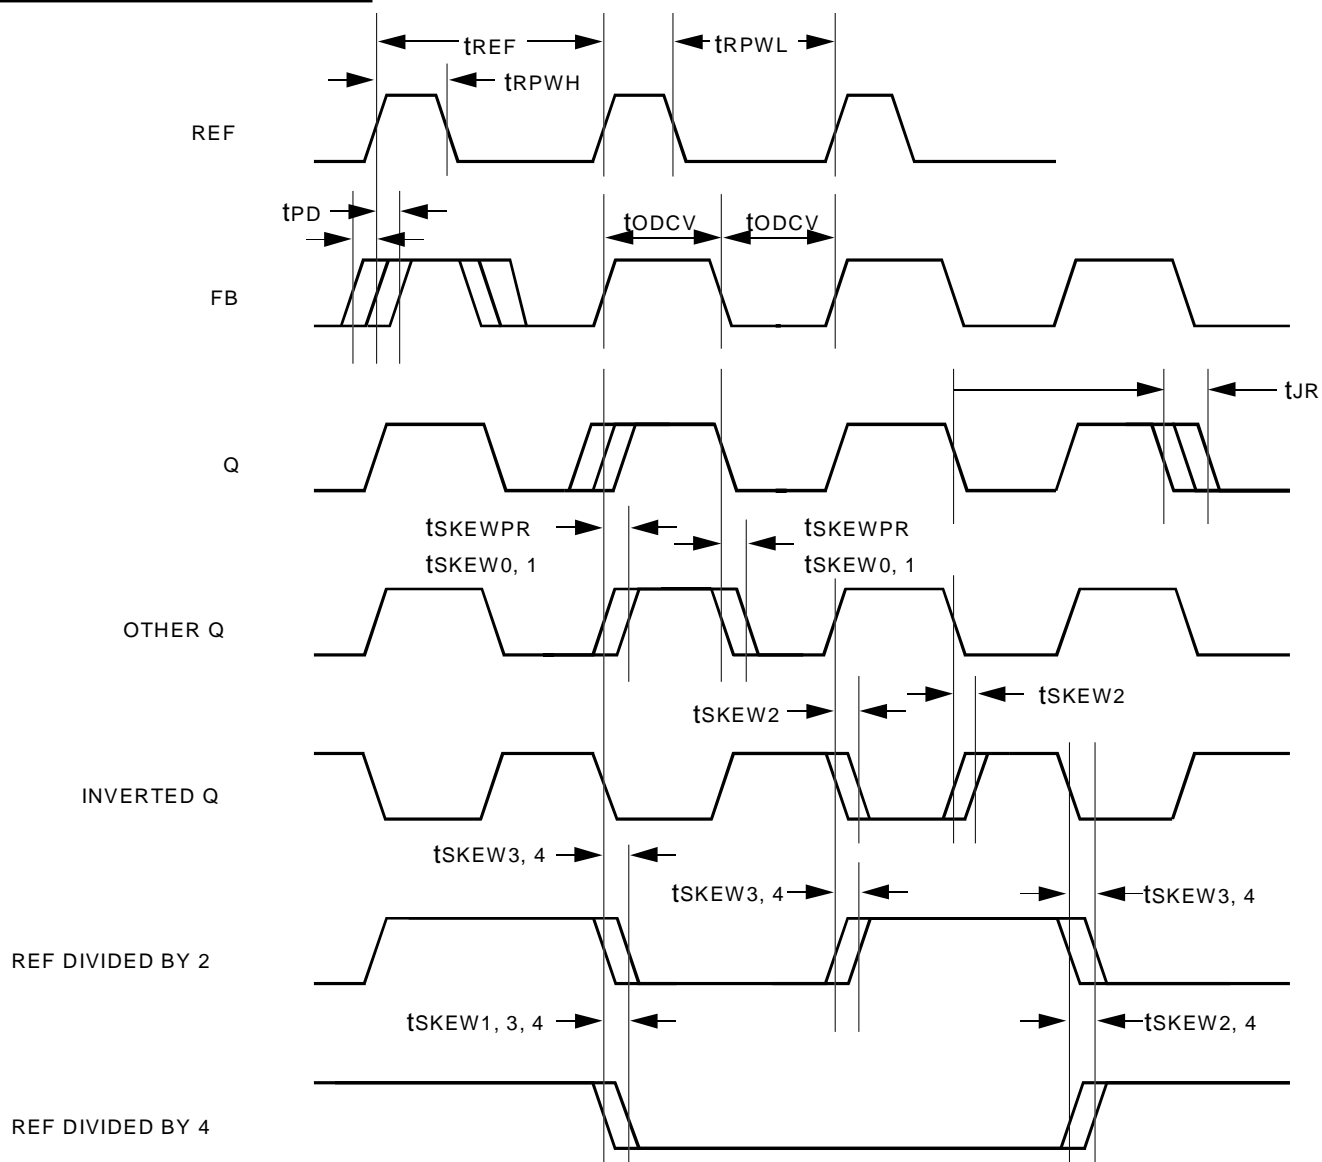 tREF
tRPWL
tRPWH
REF
tPD
tODCV
tODCV
FB
tJR
Q
tSKEWPR
tSKEW0, 1
tSKEWPR
tSKEW0, 1
OTHER Q
tSKEW2
tSKEW2
INVERTED Q
tSKEW3, 4
tSKEW3, 4
tSKEW3, 4
REF DIVIDED BY 2
tSKEW1, 3, 4
tSKEW2, 4
REF DIVIDED BY 4